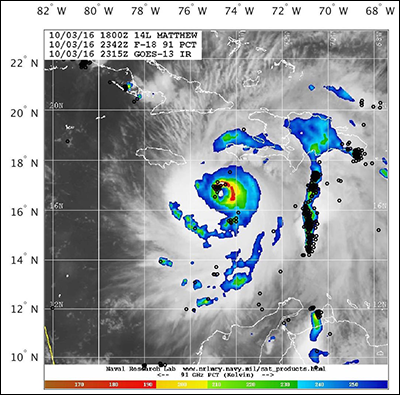 82° W 80° W 78° W 76° W 74° W 72° W 70° W 68° W
10/03/16 1800Z 14L MATTHEW
10/03/16 2342Z F-18 91 PCT
10/03/16 2315Z GOES-13 IR
22° N
20° N
20N
18° N
16° N
16N
14° N
12° N
12N
10° N
80W 76W
Naval Research Lab www.nrlmry.navy.mil/sat_products.html
<-- 91 GHz PCT (Kelvin) -->
170 180 190 200 210 220 230 240 250